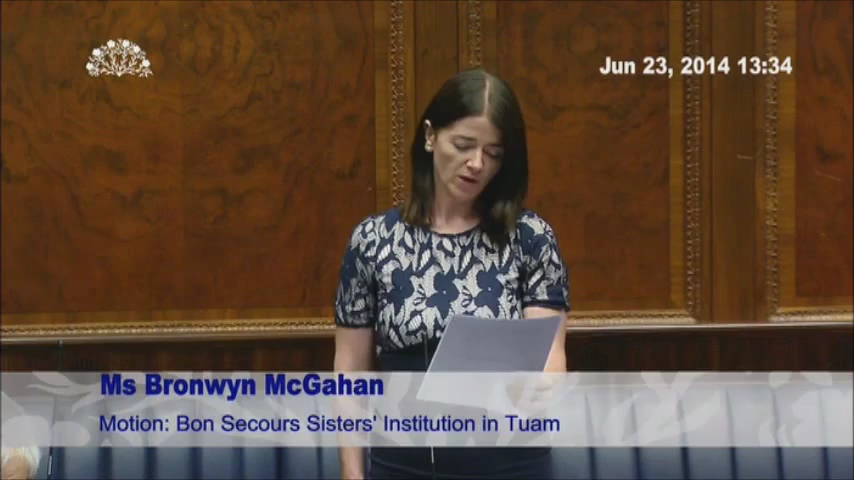 Jun 23, 2014 13:34
Ms Bronwyn McGahan
Motion: Bon Secours Sisters' Institution in Tuam